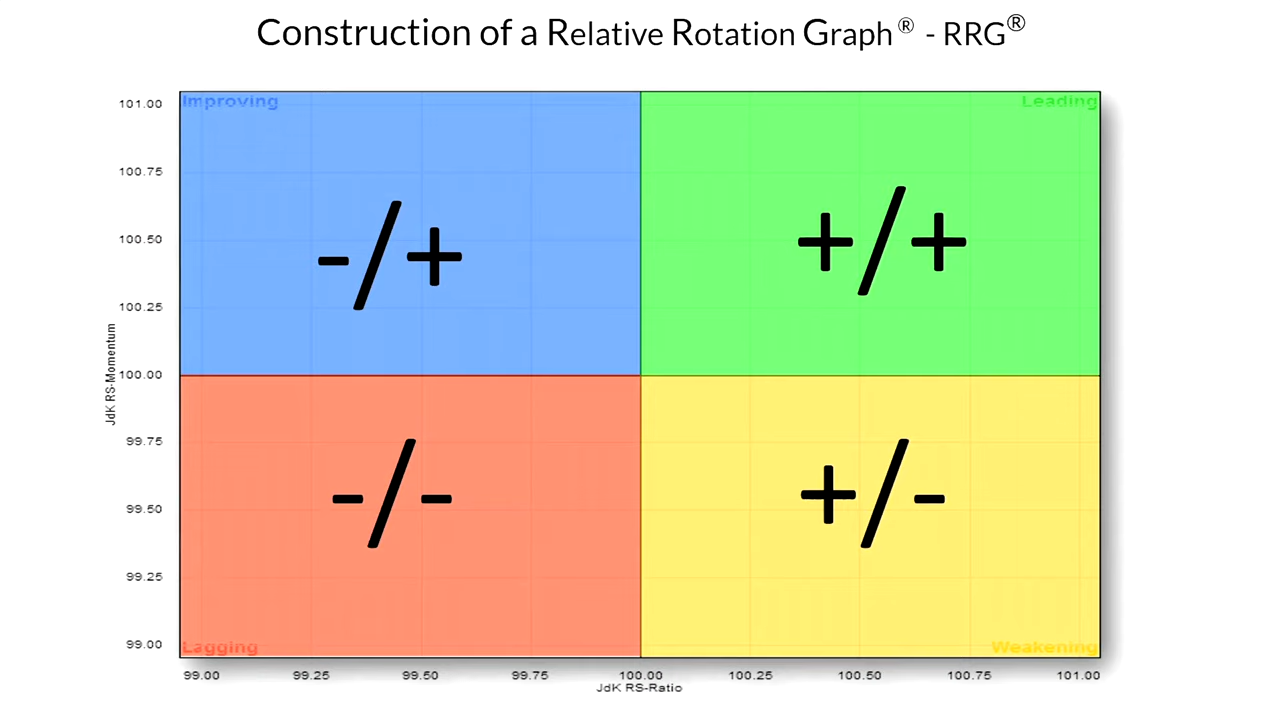 Construction of a Relative Rotation Graph® - RRG®
Improving
Leading
101.00
100.75
100.50
100.25
100.00
99.75
99.50
99.25
99.00
JdK RS-Momentum
-/+
+/+
-/-
+/-
Lagging
Weakening
99.00 99.25 99.50 99.75 100.00 100.25 100.50 100.75 101.00
JdK RS-Ratio